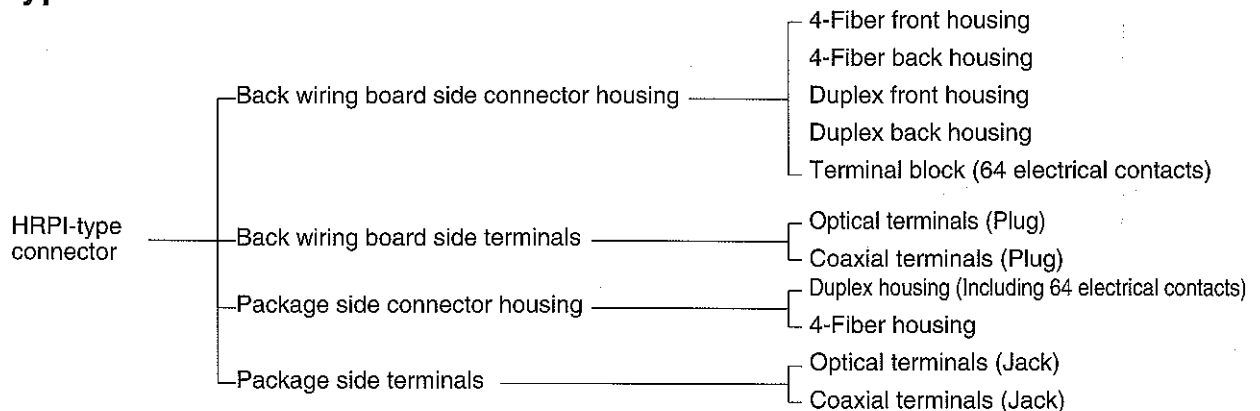 4-Fiber front housing
4-Fiber back housing
Back wiring board side connector housing
Duplex front housing
Duplex back housing
Terminal block (64 electrical contacts)
HRPI-type
connector
Back wiring board side terminals
Optical terminals (Plug)
Coaxial terminals (Plug)
Package side connector housing
Duplex housing (Including 64 electrical contacts)
4-Fiber housing
Package side terminals
Optical terminals (Jack)
Coaxial terminals (Jack)